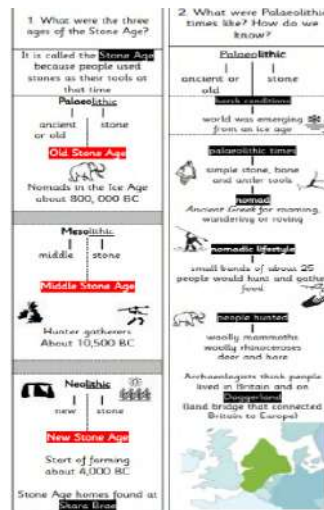 1. What were the three
ages of the Stone Age?
It is called the Stone Age
because people used
stones as their tools at
that time
Palaeolithic
ancient
or old
stone
Old Stone Age
Nomads in the Ice Age
about 800, 000 BC
Mesolithic
middle
stone
Middle Stone Age
Hunter gatherers
About 10,500 BC
Neolithic
new
stone
New Stone Age
Start of farming
about 4,000 BC
Stone Age homes found at
Skara Brae
2. What were Palaeolithic
times like? How do we
know?
Palaeolithic
ancient or
old
stone
harsh conditions
world was emerging
from an ice age
palaeolithic times
simple stone, bone
and antler tools
nomad
Ancient Greek for roaming,
wandering or roving
nomadic lifestyle
small bands of about 25
people would hunt and gather
food
people hunted
woolly mammoths
woolly rhinoceroses
deer and hare
Archaeologists think people
lived in Britain and on
Doggerland
(land bridge that connected
Britain to Europe)